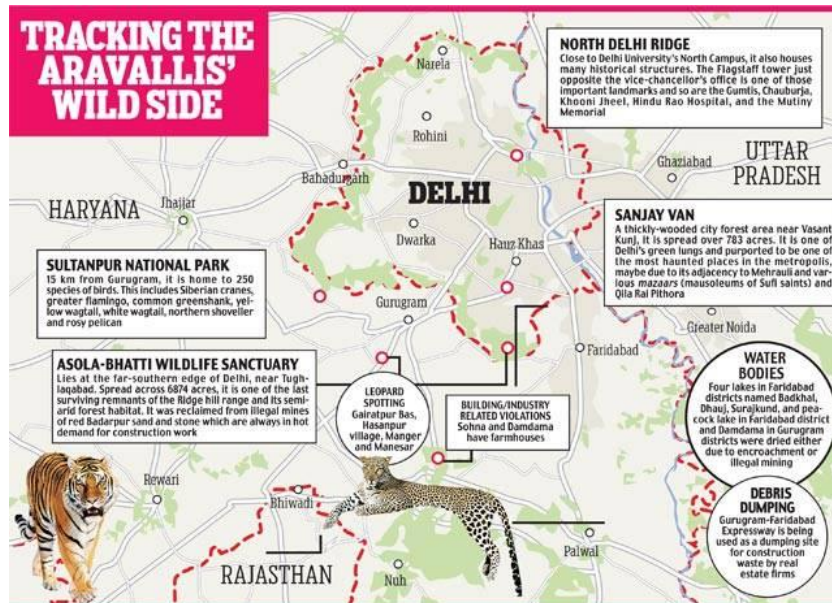 TRACKING THE
ARAVALLIS'
WILD SIDE
NORTH DELHI RIDGE
Close to Delhi University's North Campus, it also houses
many historical structures. The Flagstaff tower just
opposite the vice-chancellor's office is one of those
important landmarks and so are the Gumtis, Chauburja,
Khooni Jheel, Hindu Rao Hospital, and the Mutiny
Memorial
Narela
Rohini
Bahadurgarh
Ghaziabad
UTTAR
PRADESH
DELHI
HARYANA
Jhajjar
Dwarka
Hauz Khas
SANJAY VAN
A thickly-wooded city forest area near Vasant
Kunj, it is spread over 783 acres. It is one of
Delhi's green lungs and purported to be one of
the most haunted places in the metropolis,
maybe due to its adjacency to Mehrauli and var-
ious mazaars (mausoleums of Sufi saints) and
Qila Rai Pithora
SULTANPUR NATIONAL PARK
15 km from Gurugram, it is home to 250
species of birds. This includes Siberian cranes,
greater flamingo, common greenshank, yel-
low wagtail, white wagtail, northern shoveller
and rosy pelican
Gurugram
Greater Noida
Faridabad
ASOLA-BHATTI WILDLIFE SANCTUARY
Lies at the far-southern edge of Delhi, near Tugh-
laqabad. Spread across 6874 acres, it is one of the last
surviving remnants of the Ridge hill range and its semi-
arid forest habitat. It was reclaimed from illegal mines
of red Badarpur sand and stone which are always in hot
demand for construction work
LEOPARD
SPOTTING
Gairatpur Bas,
Hasanpur
village, Manger
and Manesar
BUILDING/INDUSTRY
RELATED VIOLATIONS
Sohna and Damdama
have farmhouses
WATER
BODIES
Four lakes in Faridabad
districts named Badkhal,
Dhauj, Surajkund, and pea-
cock lake in Faridabad district
and Damdama in Gurugram
districts were dried either
due to encroachment or
illegal mining
Rewari
Bhiwadi
DEBRIS
DUMPING
Gurugram-Faridabad
Expressway is being
used as a dumping site
for construction
waste by real
estate firms
Palwal
RAJASTHAN
Nuh